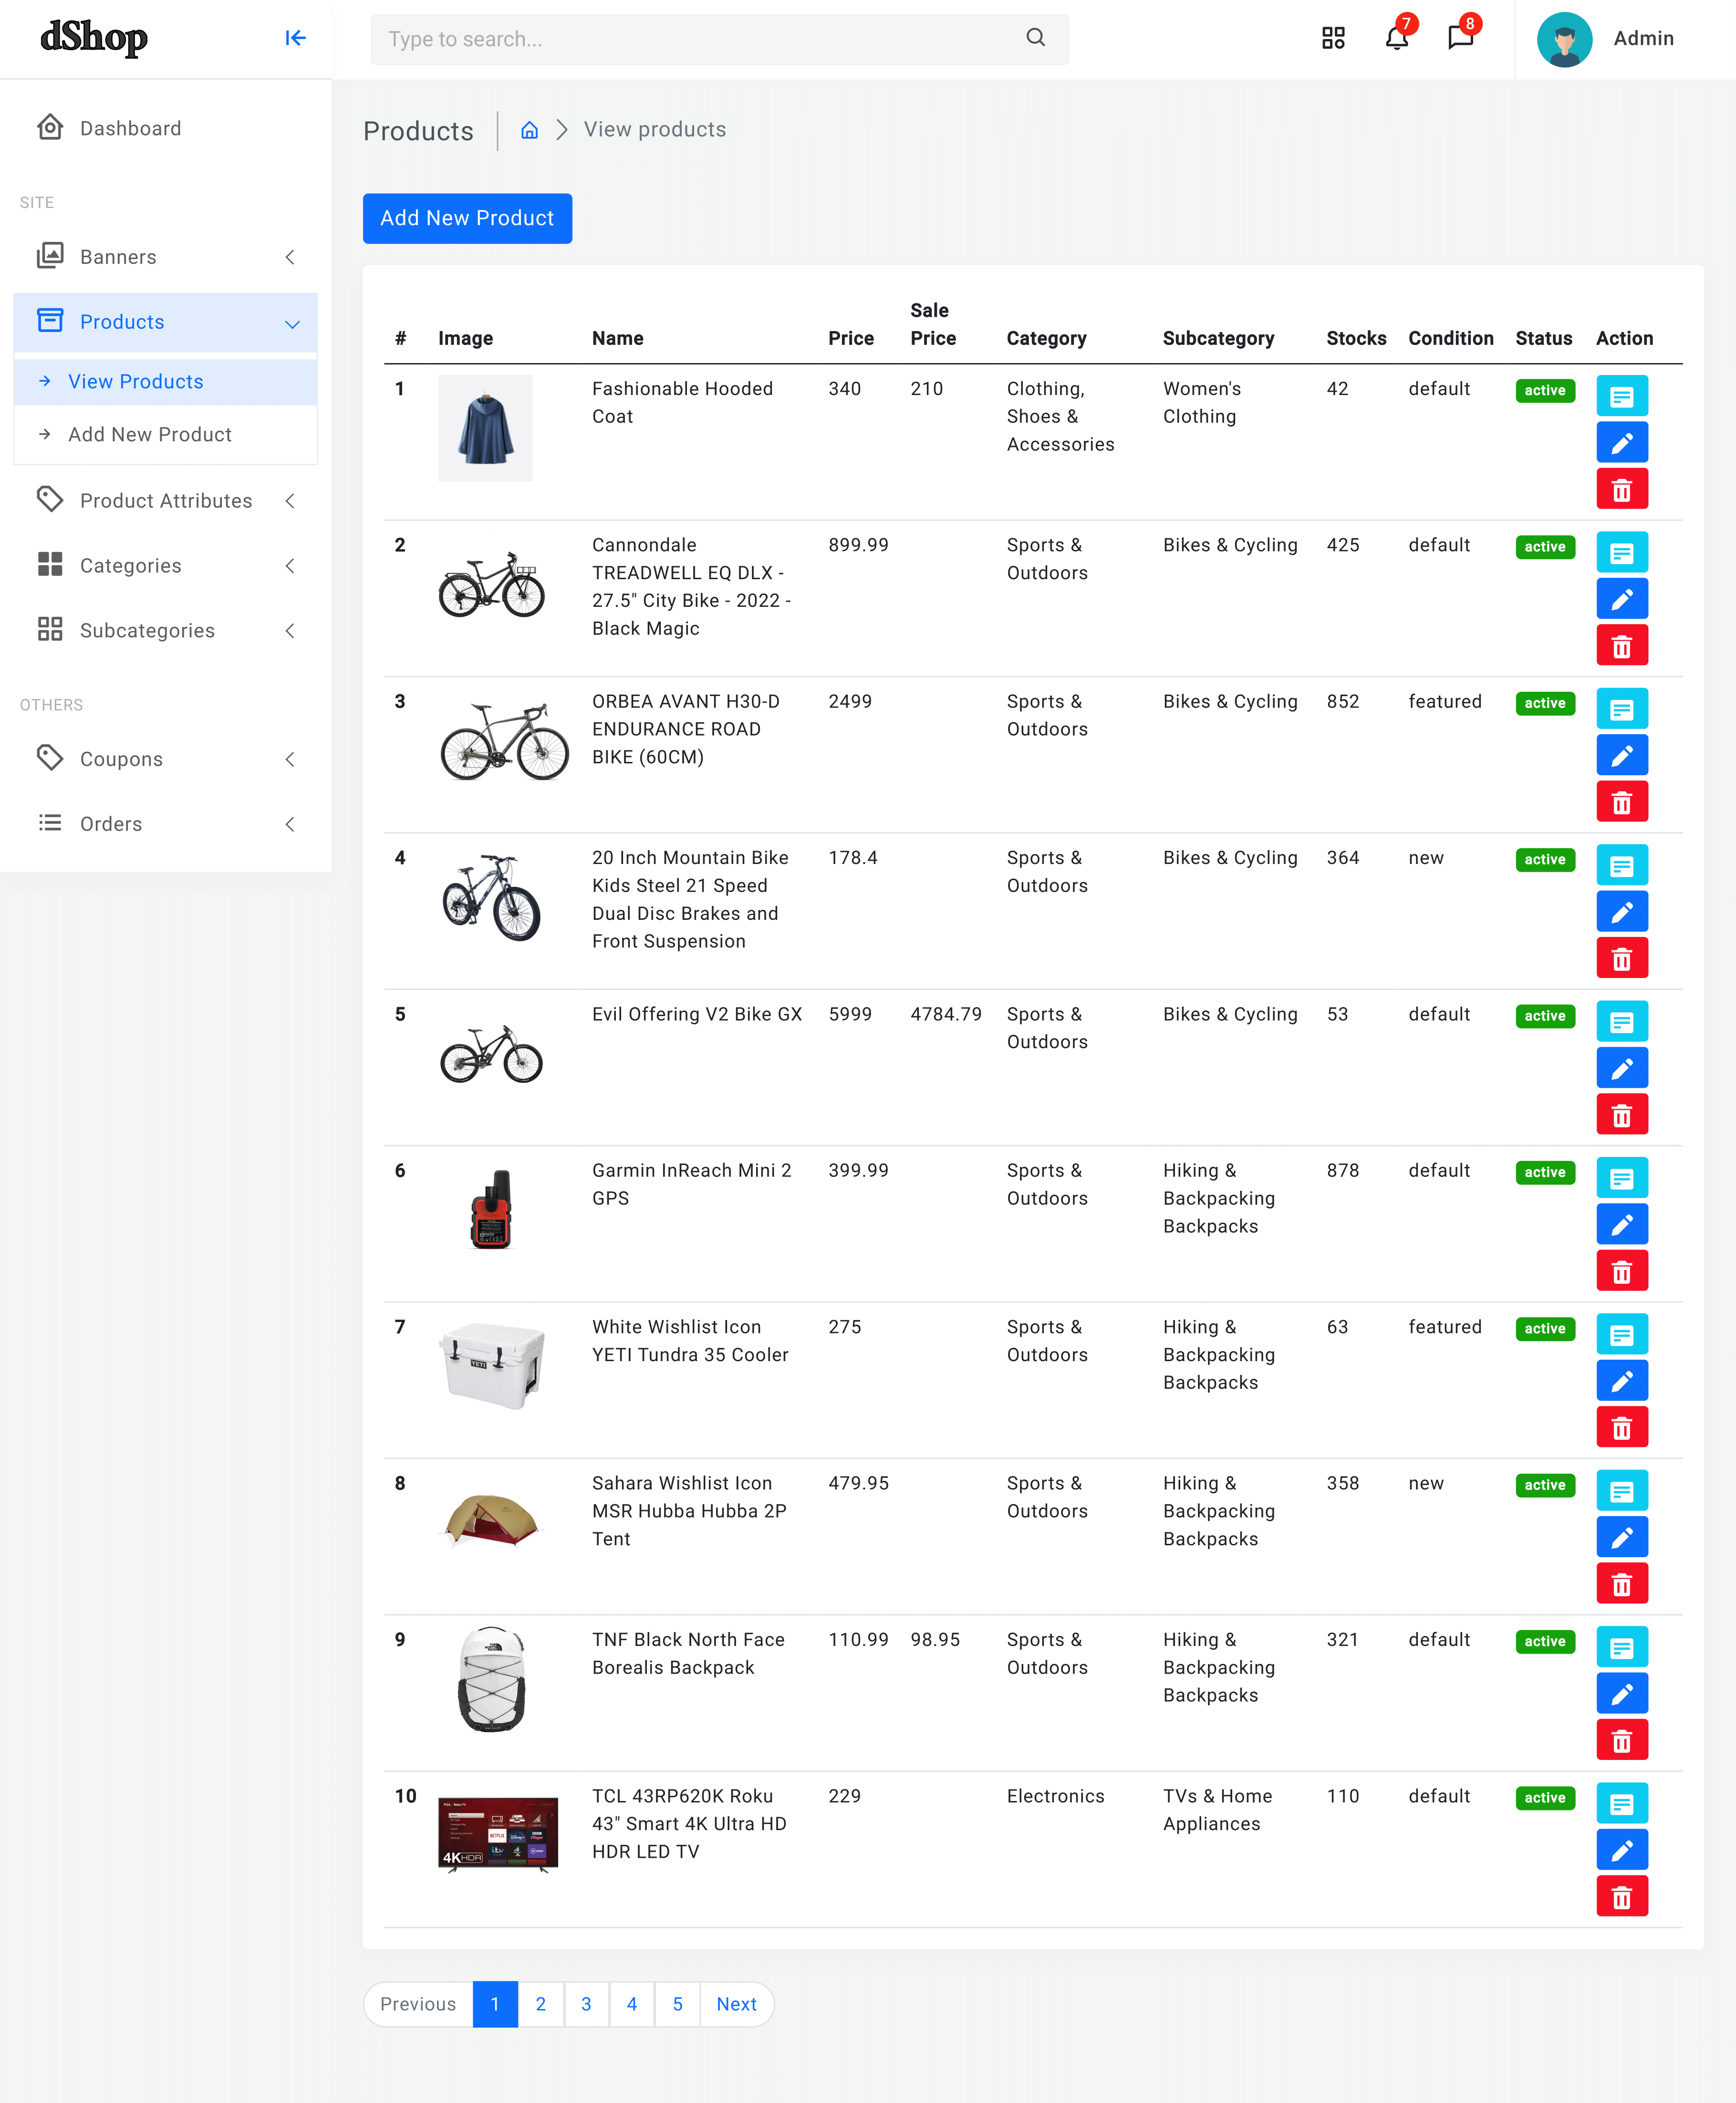 dShop
Type to search...
7
8
Admin
Dashboard
SITE
Banners
Products
View Products
Add New Product
Product Attributes
Categories
Subcategories
OTHERS
Coupons
Orders
Products
View products
Add New Product
# Image Name Price Sale Price Category Subcategory Stocks Condition Status Action
1 Fashionable Hooded 340 210 Clothing, Women's 42 default active
Coat Shoes & Clothing
Accessories
2 Cannondale 899.99 Sports & Bikes & Cycling 425 default active
TREADWELL EQ DLX - Outdoors
27.5" City Bike - 2022 -
Black Magic
3 ORBEA AVANT H30-D 2499 Sports & Bikes & Cycling 852 featured active
ENDURANCE ROAD Outdoors
BIKE (60CM)
4 20 Inch Mountain Bike 178.4 Sports & Bikes & Cycling 364 new active
Kids Steel 21 Speed Outdoors
Dual Disc Brakes and
Front Suspension
5 Evil Offering V2 Bike GX 5999 4784.79 Sports & Bikes & Cycling 53 default active
Outdoors
6 Garmin InReach Mini 2 399.99 Sports & Hiking & 878 default active
GPS Outdoors Backpacking
Backpacks
7 White Wishlist Icon 275 Sports & Hiking & 63 featured active
YETI Tundra 35 Cooler Outdoors Backpacking
Backpacks
YETI
8 Sahara Wishlist Icon 479.95 Sports & Hiking & 358 new active
MSR Hubba Hubba 2P Outdoors Backpacking
Tent Backpacks
9 TNF Black North Face 110.99 98.95 Sports & Hiking & 321 default active
Borealis Backpack Outdoors Backpacking
Backpacks
10 TCL 43RP620K Roku 229 Electronics TVs & Home 110 default active
43" Smart 4K Ultra HD Appliances
HDR LED TV
NETFLIX
4K HDR
Previous 1 2 3 4 5 Next